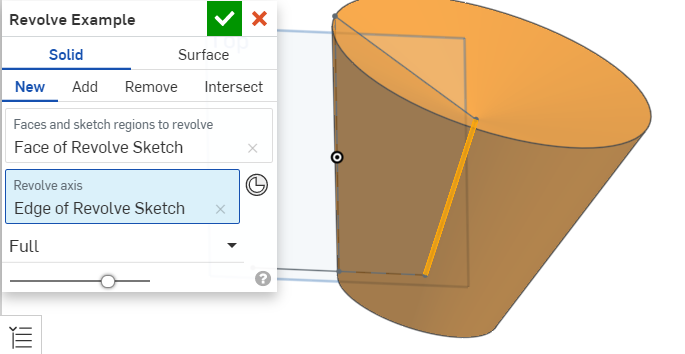 Revolve Example
Solid Surface
New Add Remove Intersect
Faces and sketch regions to revolve
Face of Revolve Sketch
Revolve axis
Edge of Revolve Sketch
Full